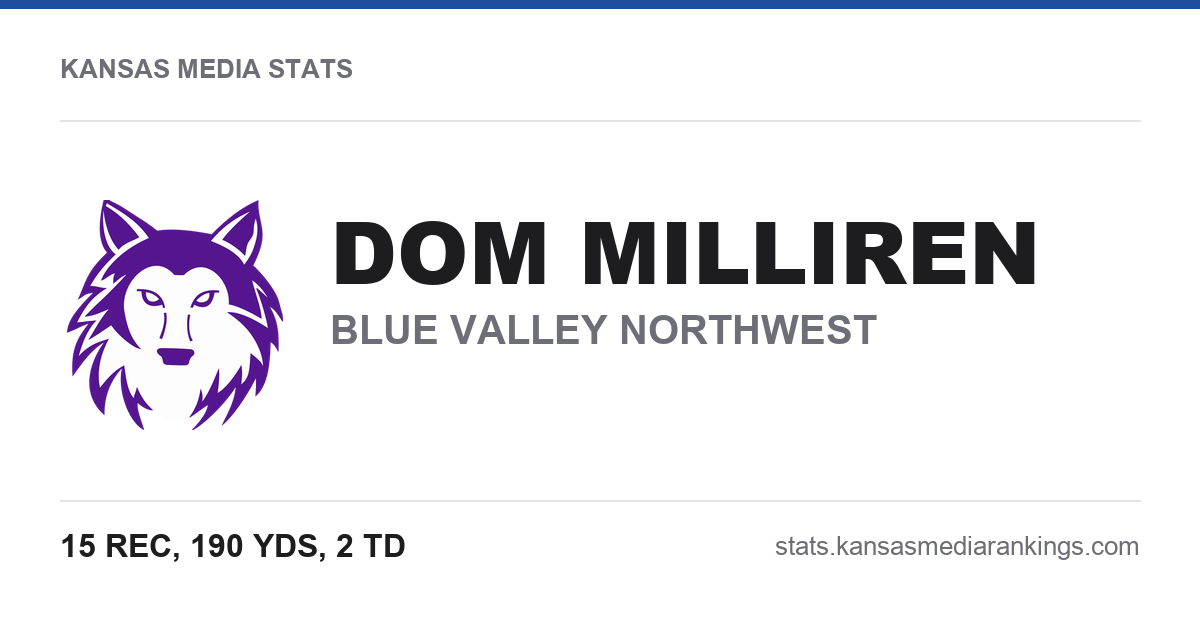 KANSAS MEDIA STATS
DOM MILLIREN
BLUE VALLEY NORTHWEST
15 REC, 190 YDS, 2 TD
stats.kansasmediarankings.com